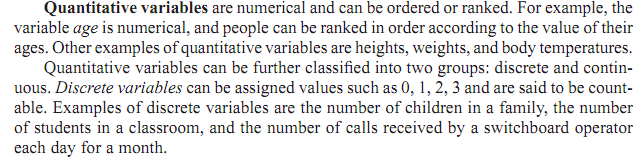 Quantitative variables are numerical and can be ordered or ranked. For example, the
variable age is numerical, and people can be ranked in order according to the value of their
ages. Other examples of quantitative variables are heights, weights, and body temperatures.
Quantitative variables can be further classified into two groups: discrete and contin-
uous. Discrete variables can be assigned values such as 0, 1, 2, 3 and are said to be count-
able. Examples of discrete variables are the number of children in a family, the number
of students in a classroom, and the number of calls received by a switchboard operator
each day for a month.